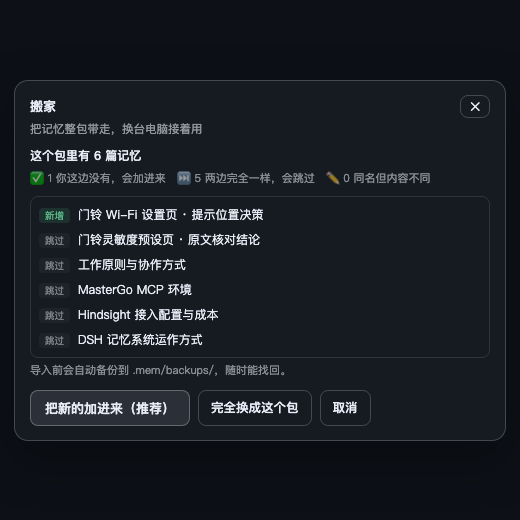 搬家
把记忆整包带走，换台电脑接着用
这个包里有 6 篇记忆
✅ 1 你这边没有，会加进来 ⏭️ 5 两边完全一样，会跳过 ✏️ 0 同名但内容不同
新增 门铃 Wi-Fi 设置页 · 提示位置决策
跳过 门铃灵敏度预设页 · 原文核对结论
跳过 工作原则与协作方式
跳过 MasterGo MCP 环境
跳过 Hindsight 接入配置与成本
跳过 DSH 记忆系统运作方式
导入前会自动备份到 .mem/backups/，随时能找回。
把新的加进来（推荐） 完全换成这个包 取消